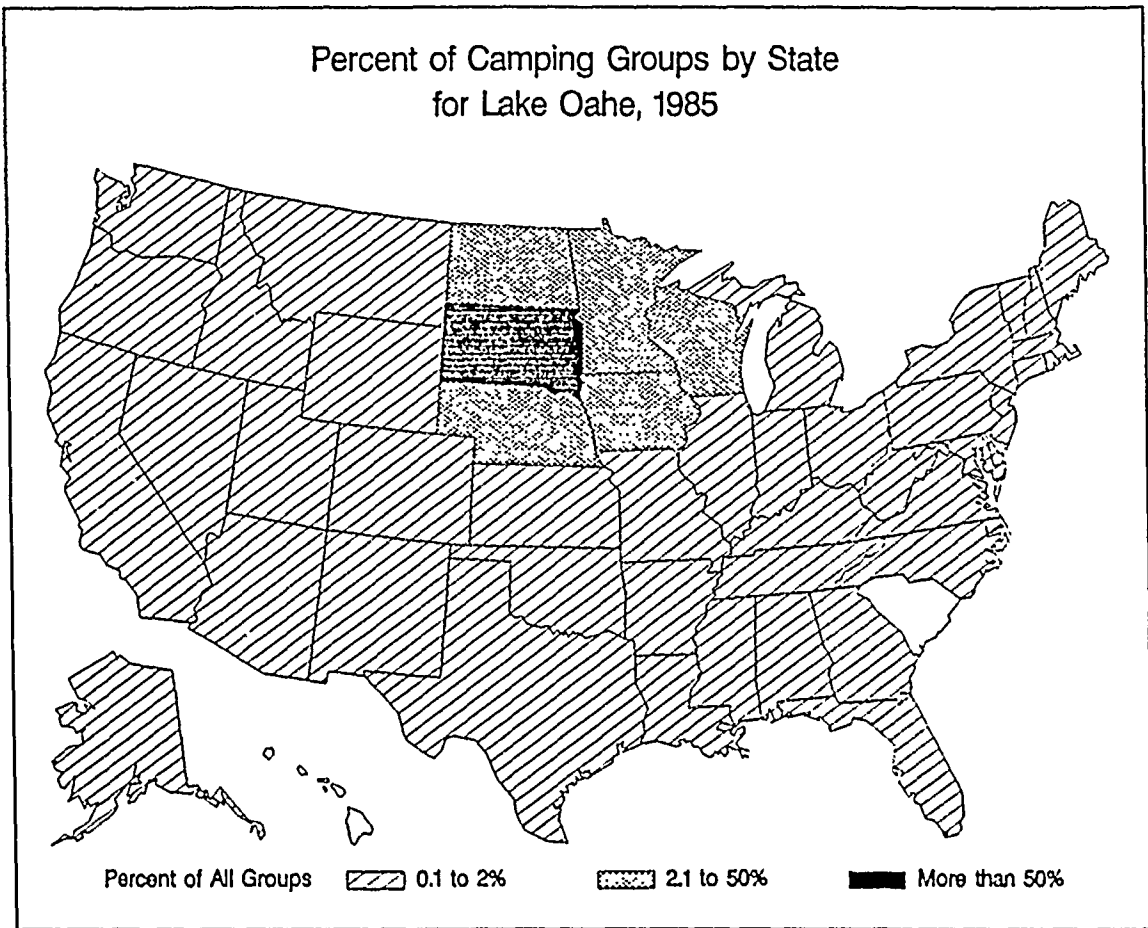 Percent of Camping Groups by State
for Lake Oahe, 1985
Percent of All Groups 0.1 to 2% 2.1 to 50% More than 50%